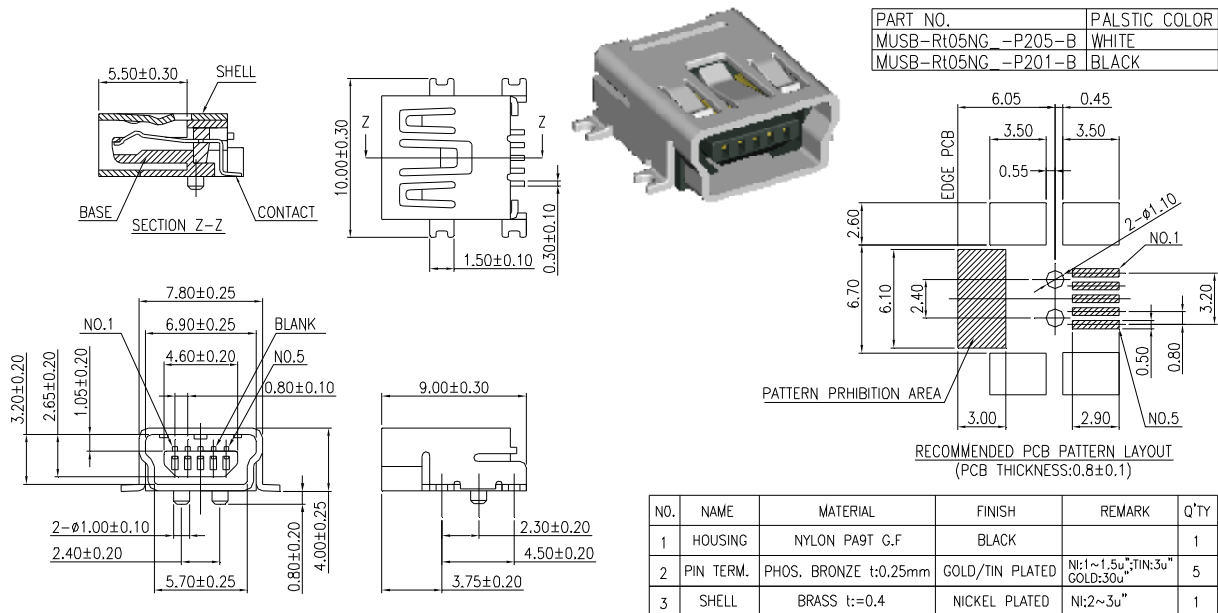 PART NO. PALSTIC COLOR
MUSB-Rt05NG_-P205-B WHITE
MUSB-Rt05NG_-P201-B BLACK
5.50±0.30
SHELL
BASE
CONTACT
SECTION Z-Z
10.00±0.30
Z
Z
0.30±0.10
1.50±0.10
6.05
0.45
3.50
3.50
0.55
EDGE PCB
2-ø1.10
2.60
NO.1
6.70
6.10
2.40
3.20
0.50
0.80
PATTERN PRHIBITION AREA
3.00
2.90
NO.5
RECOMMENDED PCB PATTERN LAYOUT
(PCB THICKNESS:0.8±0.1)
7.80±0.25
NO.1
6.90±0.25
BLANK
4.60±0.20
NO.5
0.80±0.10
3.20±0.20
2.65±0.20
1.05±0.20
2-ø1.00±0.10
2.40±0.20
5.70±0.25
0.80±0.20
4.00±0.25
9.00±0.30
2.30±0.20
4.50±0.20
3.75±0.20
NO. NAME MATERIAL FINISH REMARK Q'TY
1 HOUSING NYLON PA9T G.F BLACK 1
2 PIN TERM. PHOS. BRONZE t:0.25mm GOLD/TIN PLATED NI:1~1.5u";TIN:3u" GOLD:30u" 5
3 SHELL BRASS t:=0.4 NICKEL PLATED NI:2~3u" 1